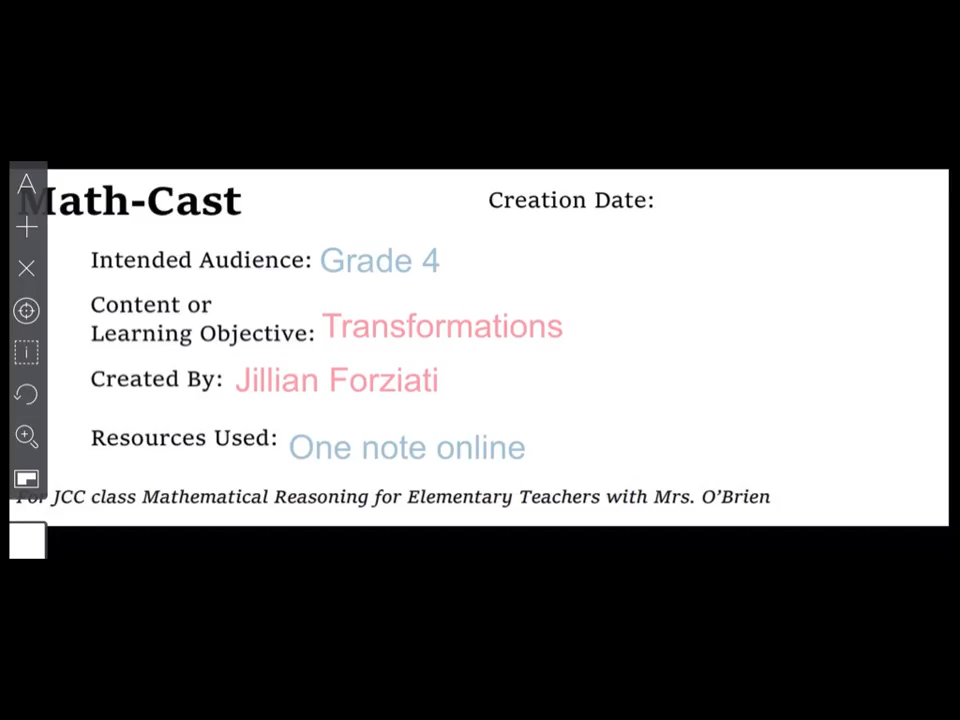 Math-Cast
Creation Date:
Intended Audience: Grade 4
Content or
Learning Objective: Transformations
Created By: Jillian Forziati
Resources Used: One note online
For JCC class Mathematical Reasoning for Elementary Teachers with Mrs. O'Brien